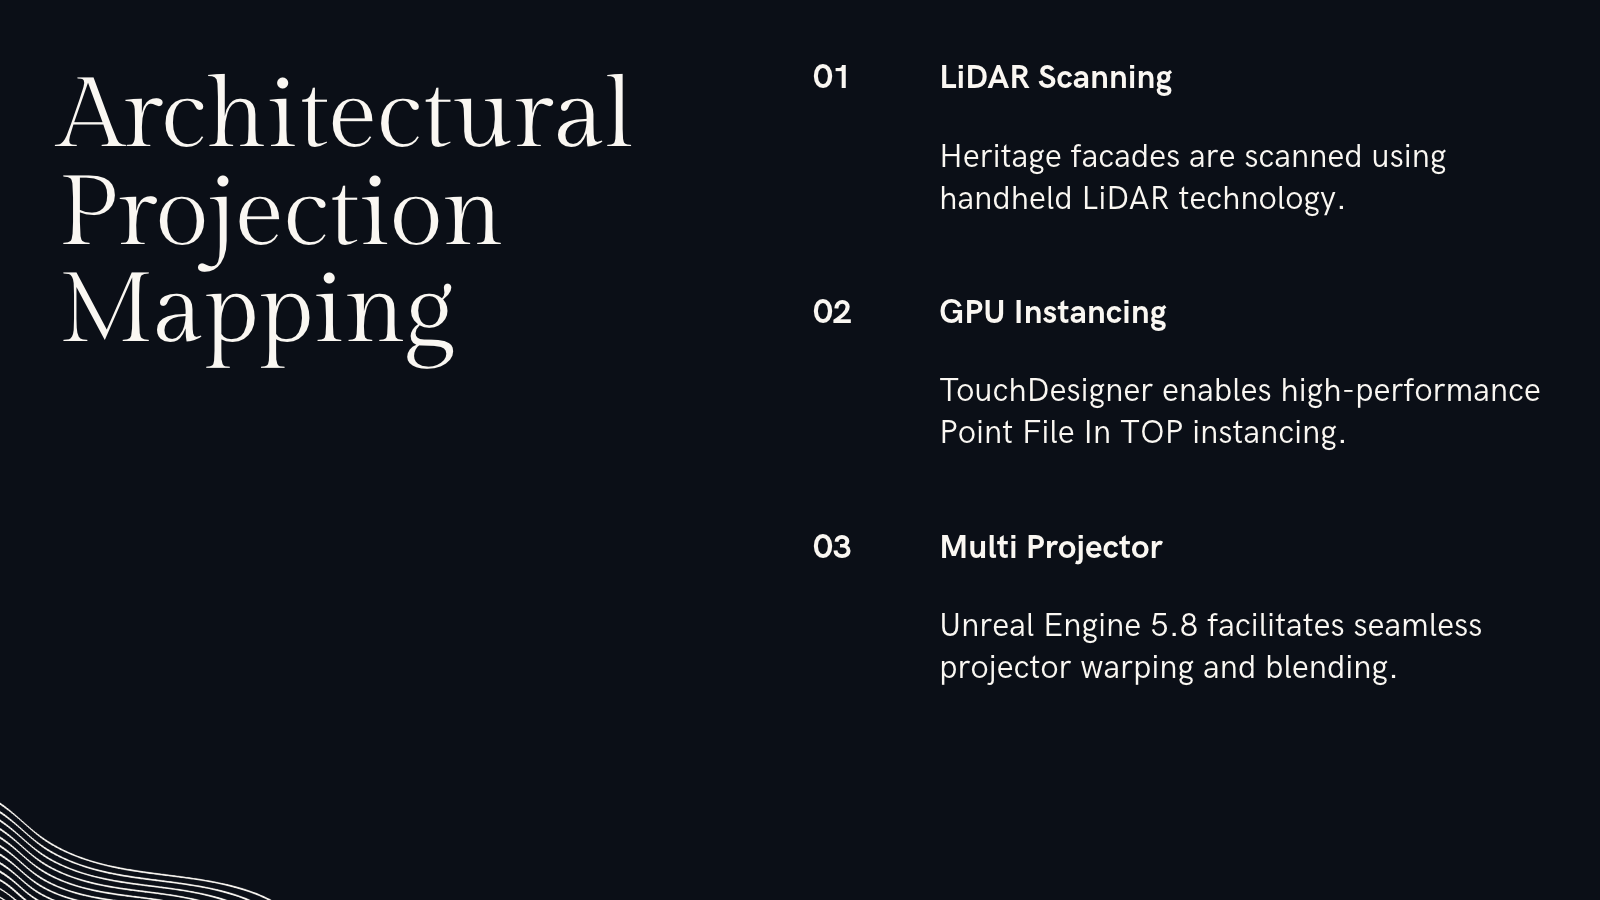 Architectural
Projection
Mapping
01 LiDAR Scanning
Heritage facades are scanned using
handheld LiDAR technology.
02 GPU Instancing
TouchDesigner enables high-performance
Point File In TOP instancing.
03 Multi Projector
Unreal Engine 5.8 facilitates seamless
projector warping and blending.